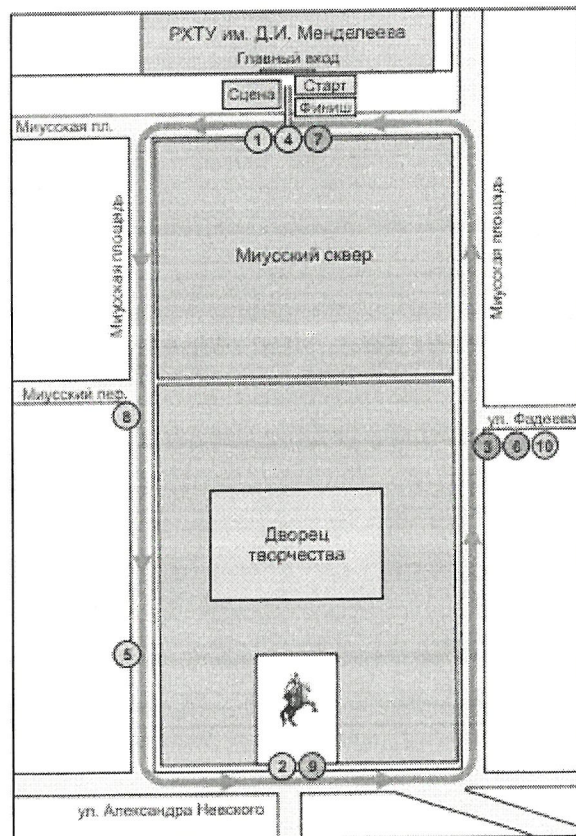 РХТУ им. Д.И. Менделеева
Главный вход
Сцена
Старт
Финиш
Миусская пл.
1 4 7
Миусская площадь
Миусская площадь
Миусский сквер
Миусский пер.
8
ул. Фадеева
3 6 10
Дворец
творчества
5
2 9
ул. Александра Невского